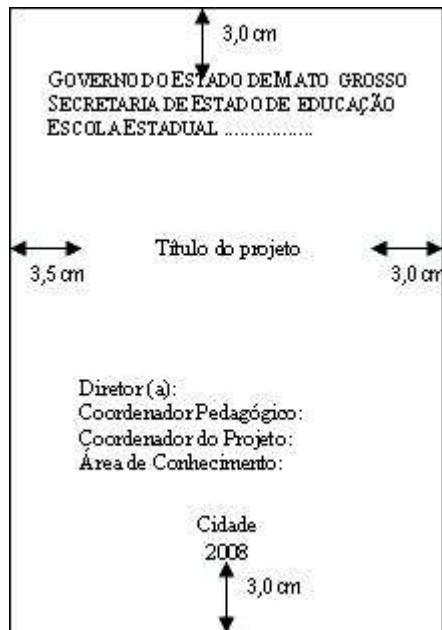 3,0 cm
GOVERNO DO ESTADO DE MATO GROSSO
SECRETARIA DE ESTADO DE EDUCAÇÃO
ESCOLA ESTADUAL .................
Título do projeto
3,5 cm
3,0 cm
Diretor (a):
Coordenador Pedagógico:
Coordenador do Projeto:
Área de Conhecimento:
Cidade
2008
3,0 cm